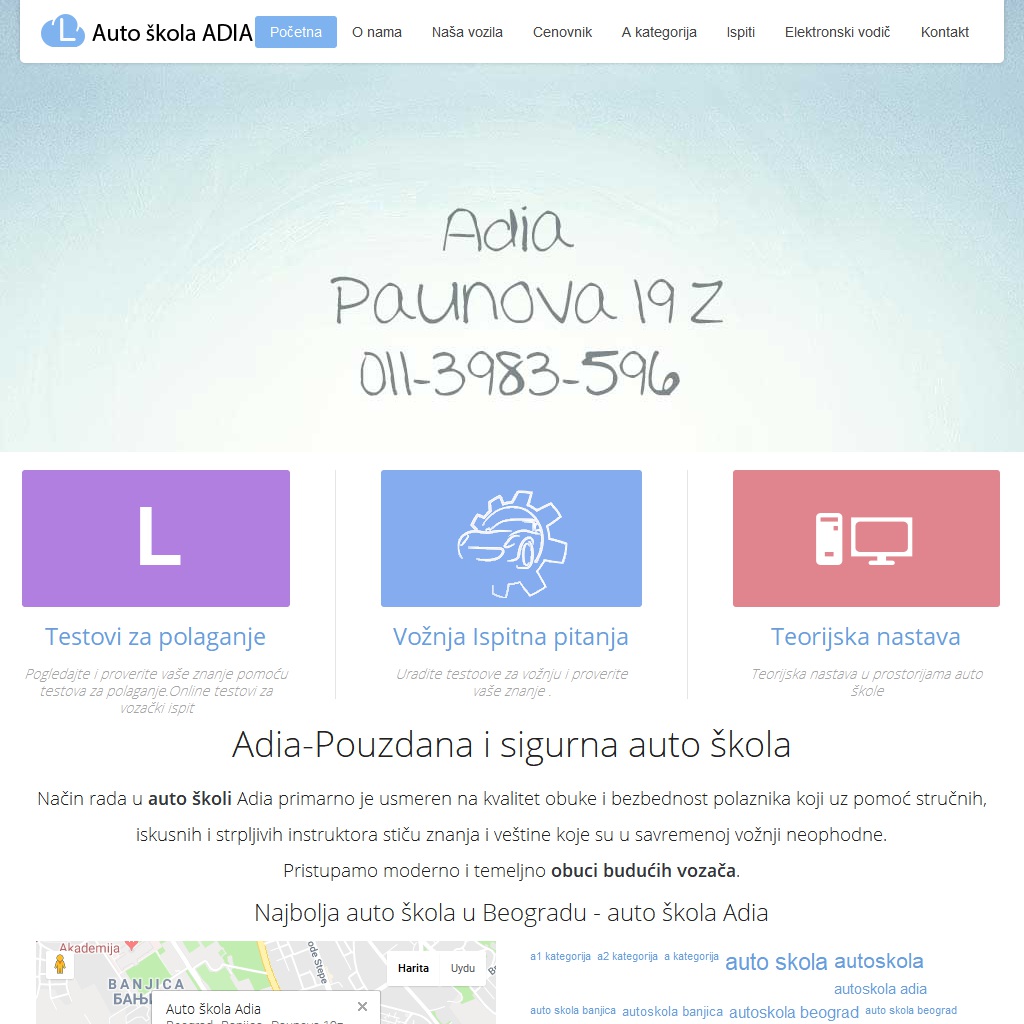 L Auto škola ADIA
Početna O nama Naša vozila Cenovnik A kategorija Ispiti Elektronski vodič Kontakt
Adia
Paunova 19 Z
011-3983-596
L
Testovi za polaganje
Pogledajte i proverite vaše znanje pomoću
testova za polaganje.Online testovi za
vozački ispit
Vožnja Ispitna pitanja
Uradite testoove za vožnju i proverite
vaše znanje .
Teorijska nastava
Teorijska nastava u prostorijama auto
škole
Adia-Pouzdana i sigurna auto škola
Način rada u auto školi Adia primarno je usmeren na kvalitet obuke i bezbednost polaznika koji uz pomoć stručnih,
iskusnih i strpljivih instruktora stiču znanja i veštine koje su u savremenoj vožnji neophodne.
Pristupamo moderno i temeljno obuci budućih vozača.
Najbolja auto škola u Beogradu - auto škola Adia
Akademija
ode Stepe
Harita Uydu
BANJICA
Auto škola Adia
Beograd, Banjica, Paunova 19z
a1 kategorija a2 kategorija a kategorija auto skola autoskola
autoskola adia
auto skola banjica autoskola banjica autoskola beograd auto skola beograd